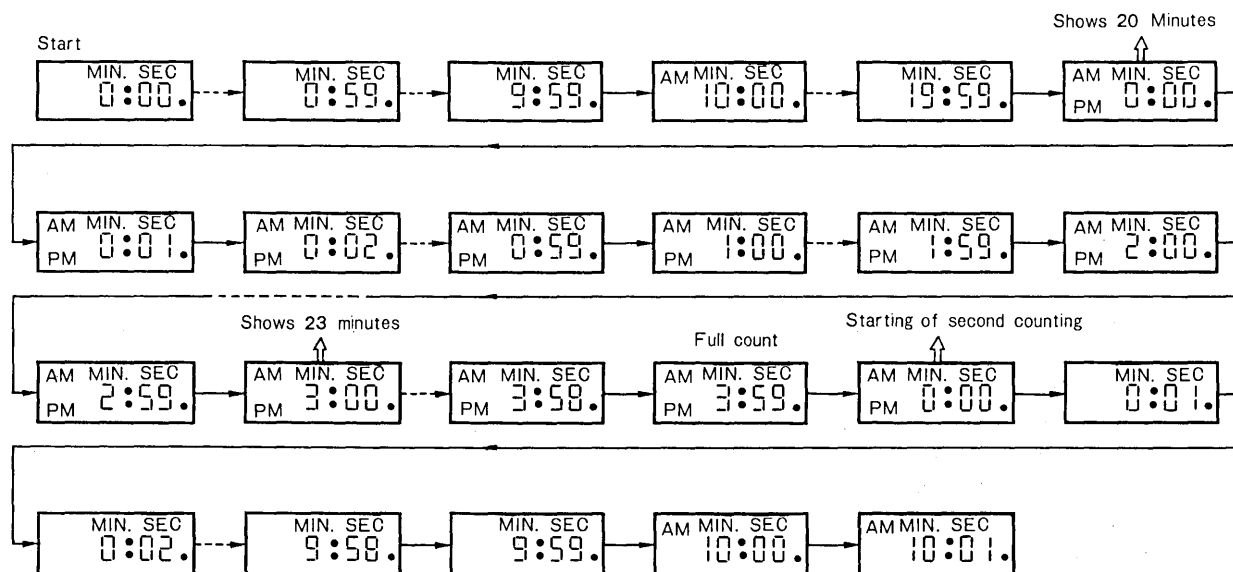 Shows 20 Minutes
Start
MIN. SEC
0:00.
MIN. SEC
0:59.
MIN. SEC
9:59.
AM MIN. SEC
10:00.
MIN. SEC
19:59.
AM MIN. SEC
PM 0:00.
AM MIN. SEC
PM 0:01.
AM MIN. SEC
PM 0:02.
AM MIN. SEC
PM 0:59.
AM MIN. SEC
PM 1:00.
AM MIN. SEC
PM 1:59.
AM MIN. SEC
PM 2:00.
Shows 23 minutes
Full count
Starting of second counting
AM MIN. SEC
PM 2:59.
AM MIN. SEC
PM 3:00.
AM MIN. SEC
PM 3:58.
AM MIN. SEC
PM 3:59.
AM MIN. SEC
PM 0:00.
MIN. SEC
0:01.
MIN. SEC
0:02.
MIN. SEC
9:58.
MIN. SEC
9:59.
AM MIN. SEC
10:00.
AM MIN. SEC
10:01.